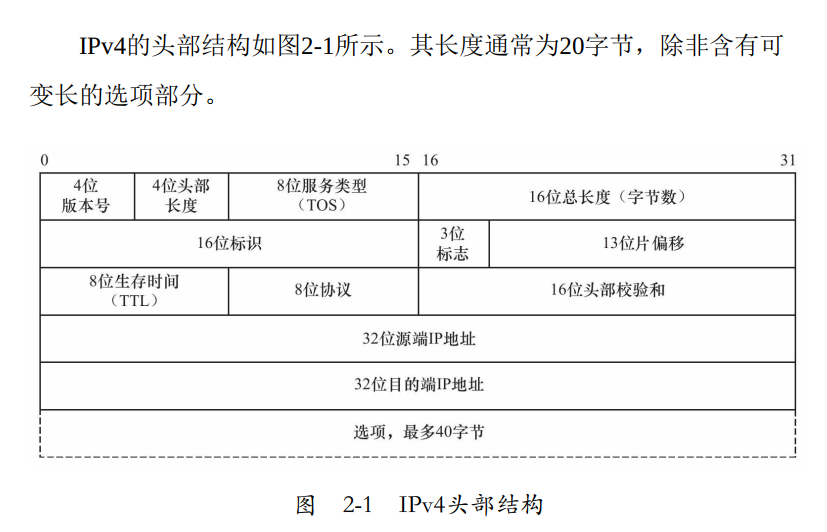 IPv4的头部结构如图2-1所示。其长度通常为20字节，除非含有可
变长的选项部分。
0 15 16 31
4位
版本号
4位头部
长度
8位服务类型
（TOS）
16位总长度（字节数）
16位标识
3位
标志
13位片偏移
8位生存时间
（TTL）
8位协议
16位头部校验和
32位源端IP地址
32位目的端IP地址
选项，最多40字节
图 2-1 IPv4头部结构